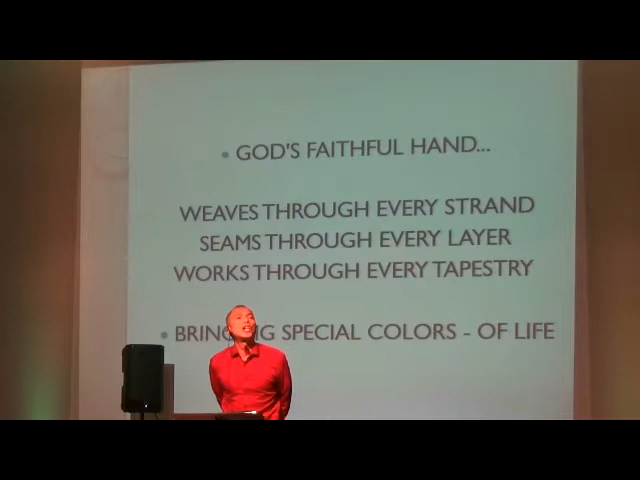 • GOD'S FAITHFUL HAND...
WEAVES THROUGH EVERY STRAND
SEAMS THROUGH EVERY LAYER
WORKS THROUGH EVERY TAPESTRY
• BRINGING SPECIAL COLORS - OF LIFE